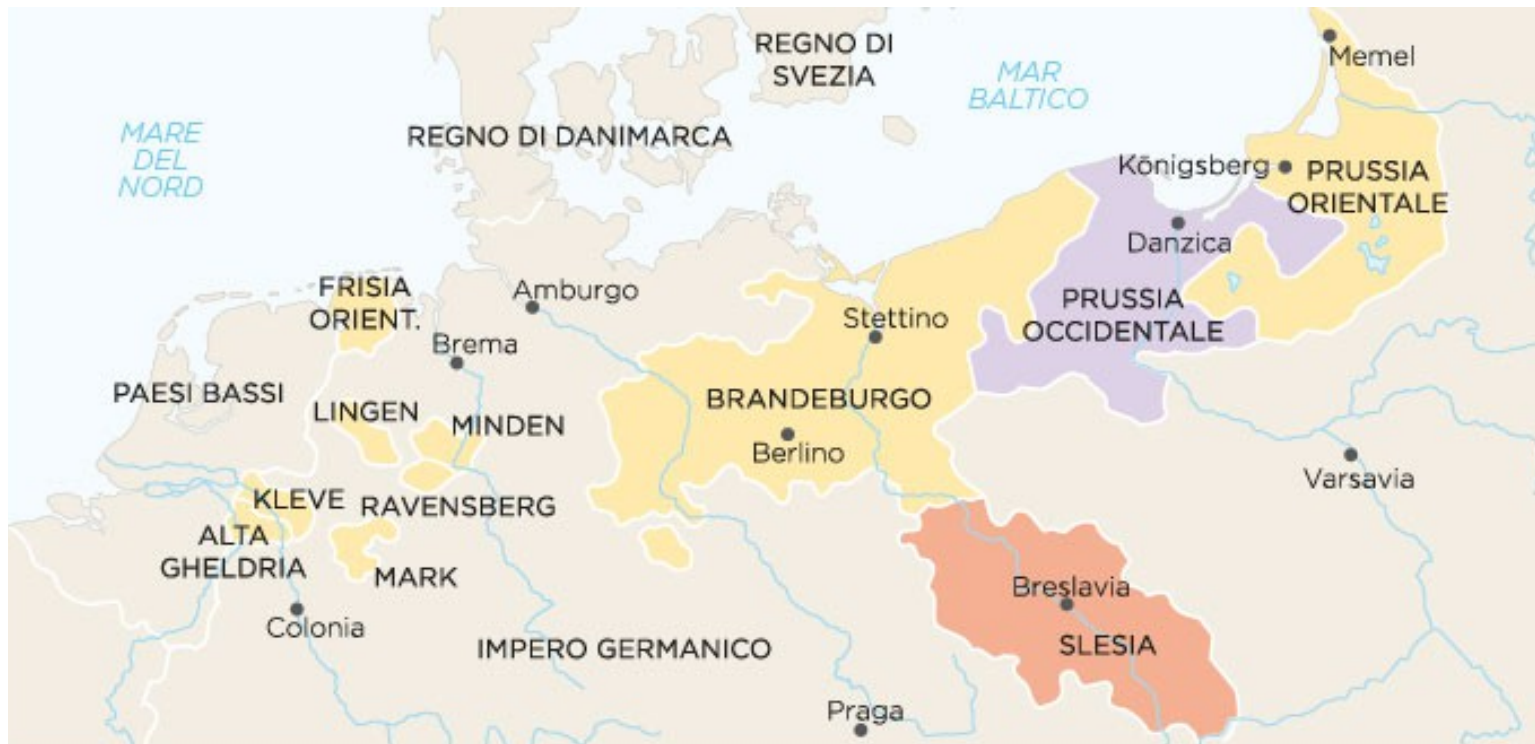 REGNO DI
SVEZIA
MAR
BALTICO
Memel
MARE
DEL
NORD
REGNO DI DANIMARCA
Königsberg
PRUSSIA
ORIENTALE
Danzica
FRISIA
ORIENT.
Amburgo
Stettino
PRUSSIA
OCCIDENTALE
Brema
PAESI BASSI
LINGEN
MINDEN
BRANDEBURGO
Berlino
Varsavia
KLEVE
RAVENSBERG
ALTA
GHELDRIA
MARK
Breslavia
Colonia
IMPERO GERMANICO
SLESIA
Praga